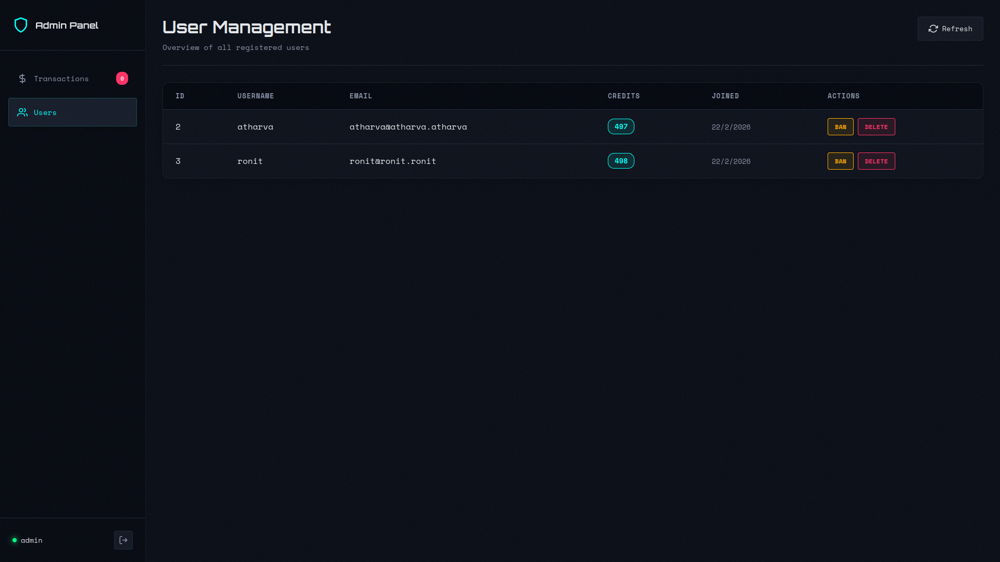 Admin Panel
Transactions 0
Users
admin
User Management
Overview of all registered users
Refresh
ID USERNAME EMAIL CREDITS JOINED ACTIONS
2 atharva atharva@atharva.atharva 497 22/2/2026 BAN DELETE
3 ronit ronit@ronit.ronit 498 22/2/2026 BAN DELETE